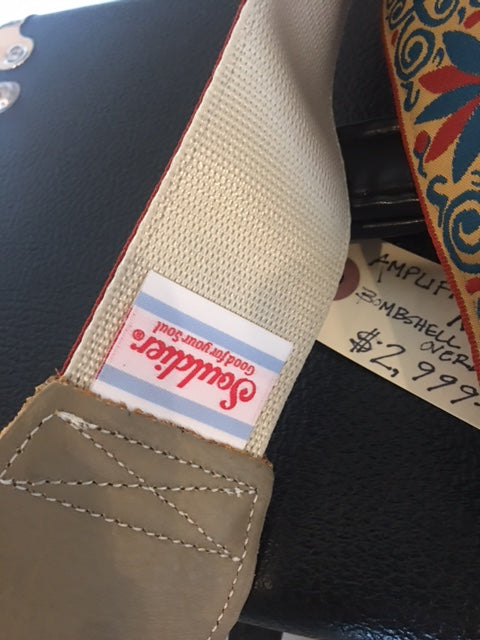 Souldier®
Good for your Soul
AMPLIF
BOMBSHELL
OVER
$2,999